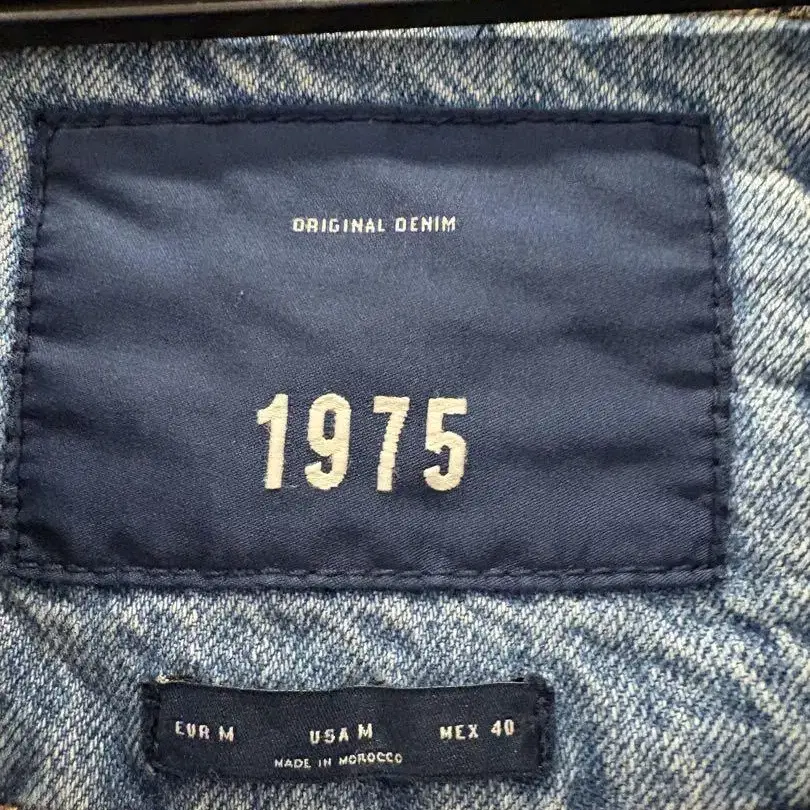 ORIGINAL DENIM
1975
EUR M USA M MEX 40
MADE IN MOROCCO